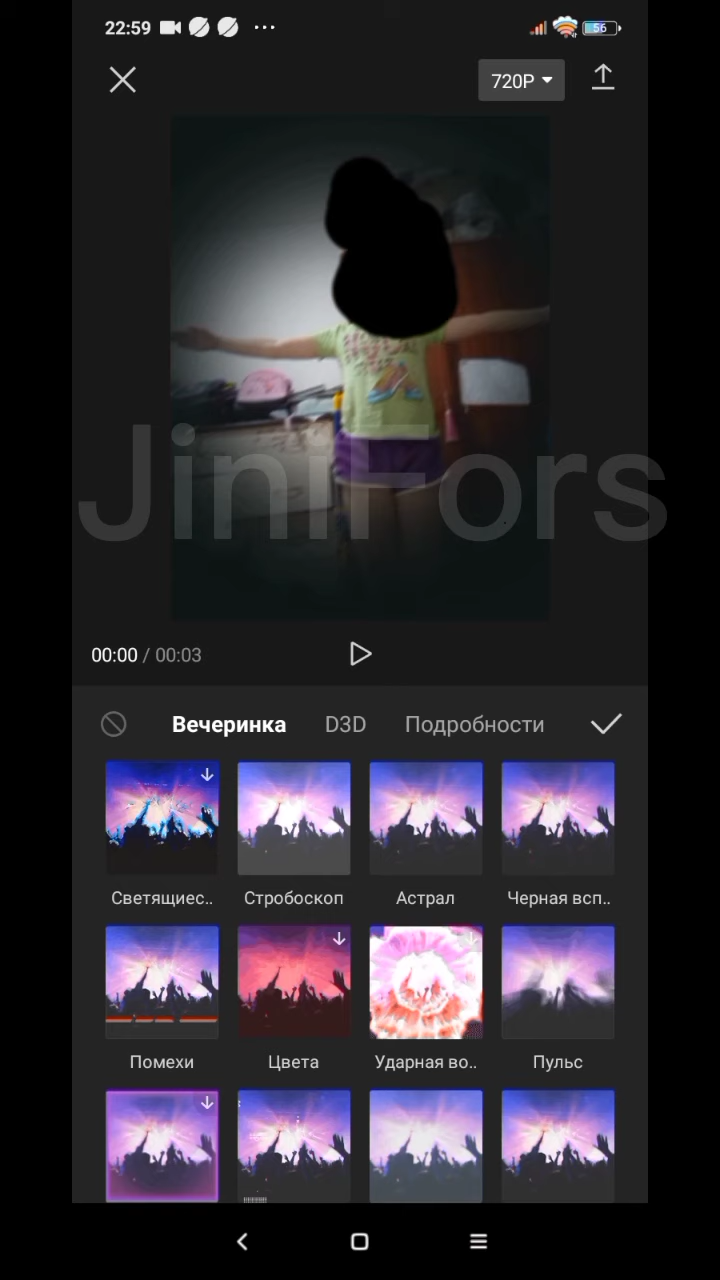 22:59
56
720P
JiniFors
00:00 / 00:03
Вечеринка D3D Подробности
Светящиес.. Стробоскоп Астрал Черная всп..
Помехи Цвета Ударная во.. Пульс